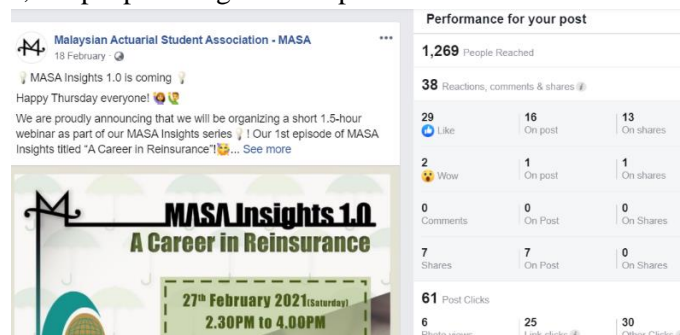 Malaysian Actuarial Student Association - MASA
18 February
MASA Insights 1.0 is coming
Happy Thursday everyone!
We are proudly announcing that we will be organizing a short 1.5-hour
webinar as part of our MASA Insights series ! Our 1st episode of MASA
Insights titled "A Career in Reinsurance"!... See more
MASA Insights 1.0
A Career in Reinsurance
27th February 2021(Saturday)
2.30PM to 4.00PM
Performance for your post
1,269 People Reached
38 Reactions, comments & shares
29 16 13
Like On post On shares
2 1 1
Wow On post On shares
0 0 0
Comments On Post On Shares
7 7 0
Shares On Post On Shares
61 Post Clicks
6 25 30
Photo views Link clicks Other Clicks